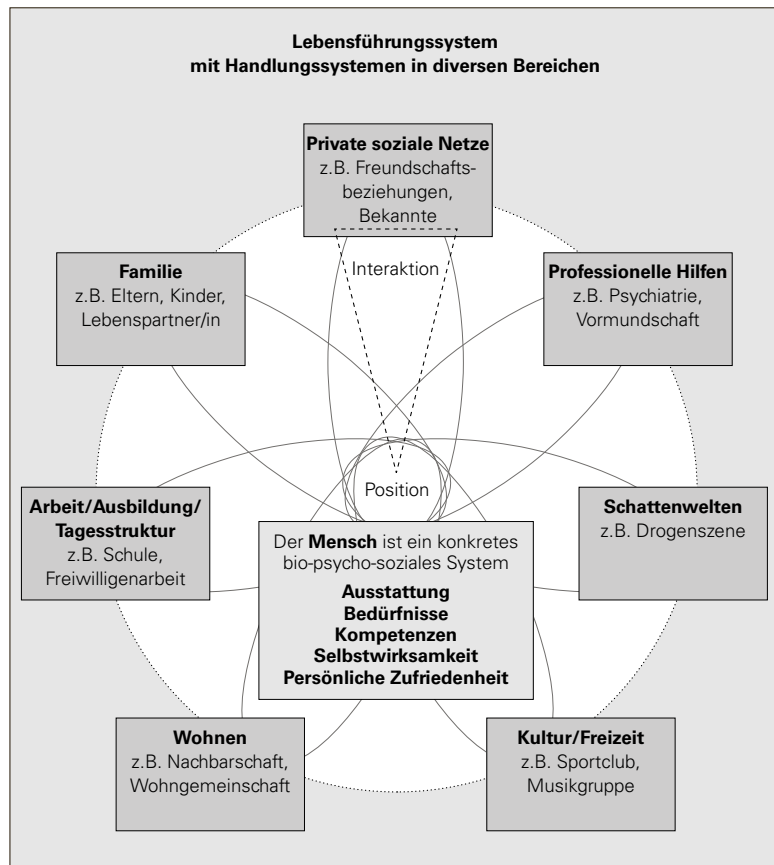 Lebensführungssystem
mit Handlungssystemen in diversen Bereichen
Private soziale Netze
z.B. Freundschafts-
beziehungen,
Bekannte
Interaktion
Familie
z.B. Eltern, Kinder,
Lebenspartner/in
Professionelle Hilfen
z.B. Psychiatrie,
Vormundschaft
Position
Arbeit/Ausbildung/
Tagesstruktur
z.B. Schule,
Freiwilligenarbeit
Schattenwelten
z.B. Drogenszene
Der Mensch ist ein konkretes
bio-psycho-soziales System
Ausstattung
Bedürfnisse
Kompetenzen
Selbstwirksamkeit
Persönliche Zufriedenheit
Wohnen
z.B. Nachbarschaft,
Wohngemeinschaft
Kultur/Freizeit
z.B. Sportclub,
Musikgruppe